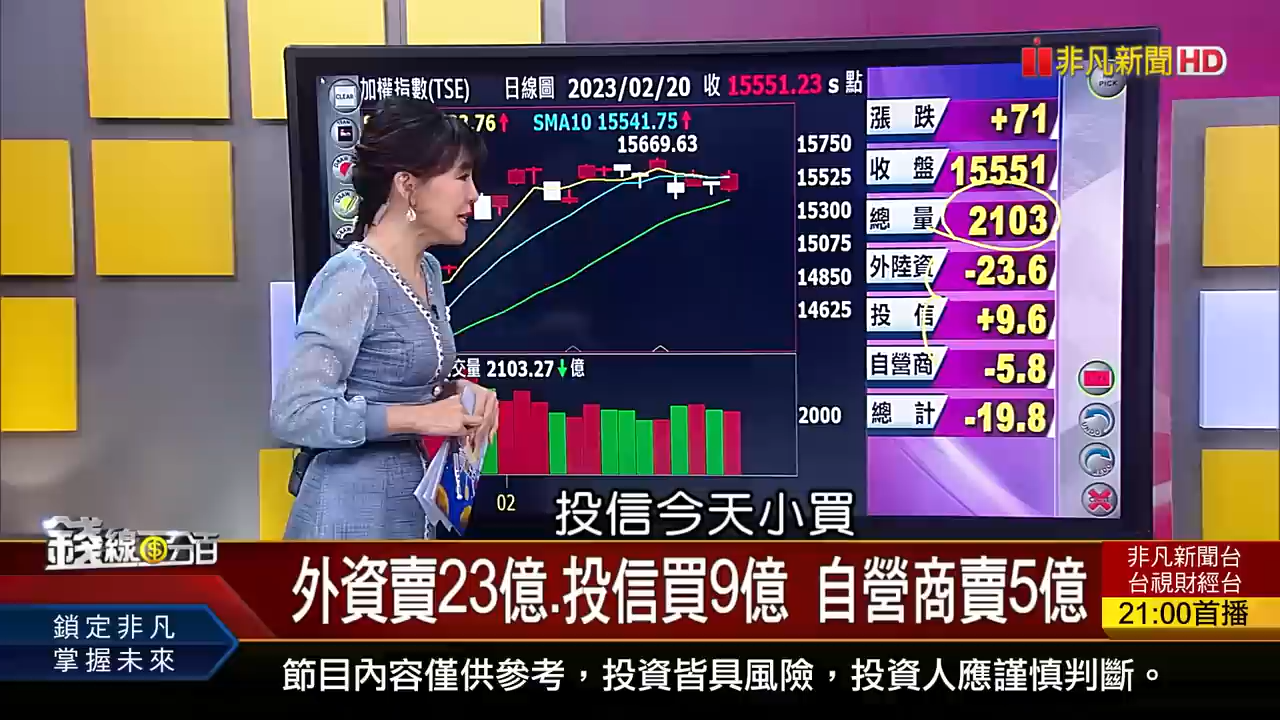 非凡新聞HD
加權指數(TSE) 日線圖 2023/02/20 收 15551.23 s 點
CLEAR
PICK
3.76↑ SMA10 15541.75↑
15669.63
15750
15525
15300
15075
14850
14625
漲跌 +71
收盤 15551
總量 2103
外陸資 -23.6
投信 +9.6
自營商 -5.8
總計 -19.8
交量 2103.27↓億
2000
02
投信今天小買
錢線百分百
外資賣23億.投信買9億 自營商賣5億
非凡新聞台
台視財經台
21:00首播
鎖定非凡
掌握未來
節目內容僅供參考，投資皆具風險，投資人應謹慎判斷。